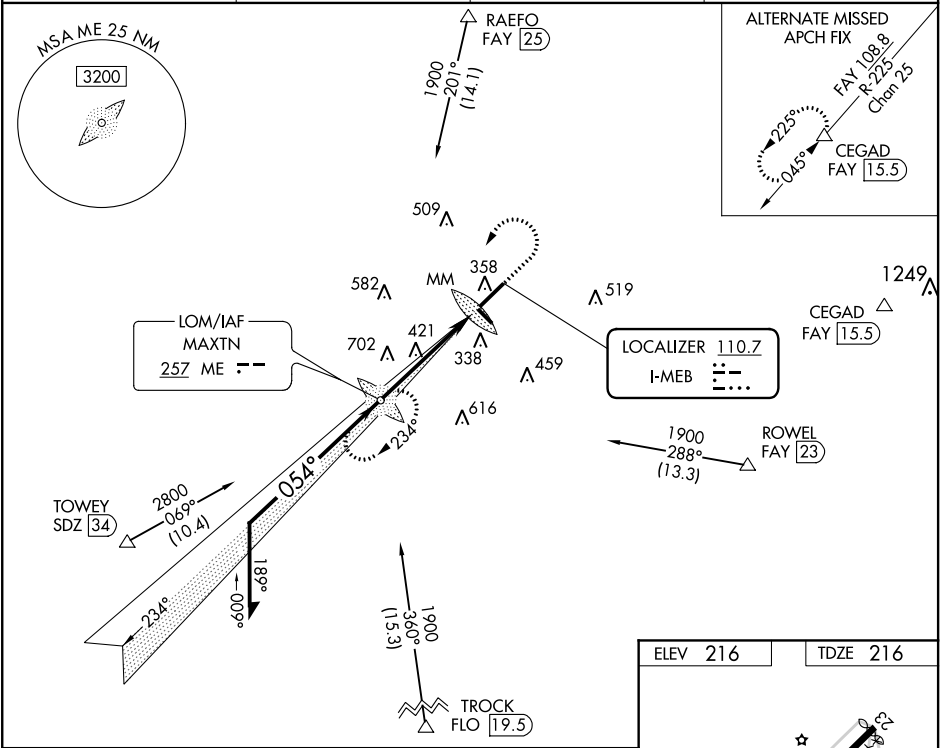 MSA ME 25 NM
3200
RAEFO
FAY 25
1900
201°
(14.1)
ALTERNATE MISSED
APCH FIX
FAY 108.8
R-225
Chan 25
225°
045°
CEGAD
FAY 15.5
509
582
MM
358
519
1249
CEGAD
FAY 15.5
LOM/IAF
MAXTN
257 ME
702
421
338
459
616
LOCALIZER 110.7
I-MEB
234°
054°
1900
288°
(13.3)
ROWEL
FAY 23
TOWEY
SDZ 34
2800
069°
(10.4)
189°
009°
234°
1900
360°
(15.3)
TROCK
FLO 19.5
ELEV 216
TDZE 216
23